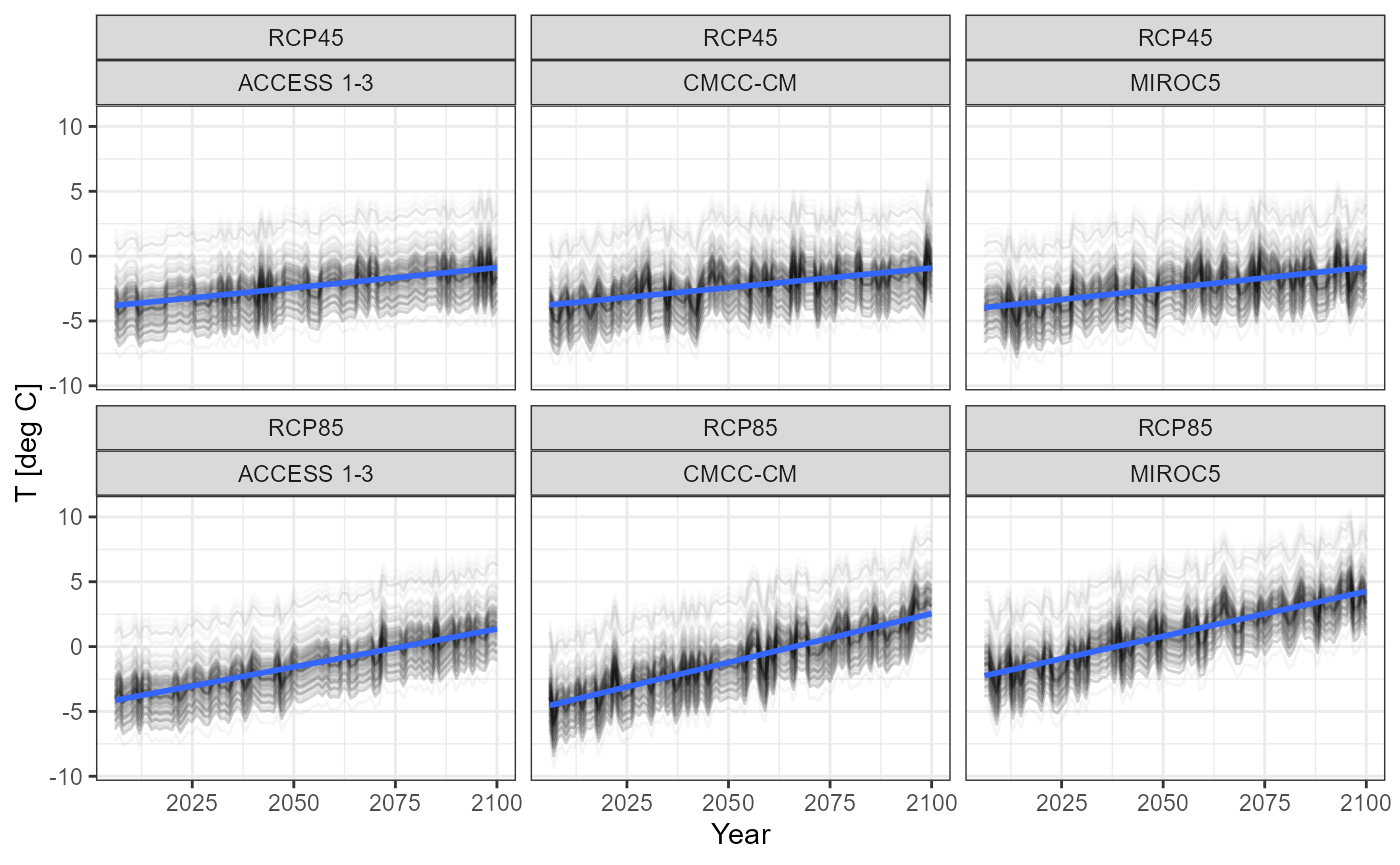 RCP45 RCP45 RCP45
ACCESS 1-3 CMCC-CM MIROC5
10
5
0
-5
-10
T [deg C]
RCP85 RCP85 RCP85
ACCESS 1-3 CMCC-CM MIROC5
10
5
0
-5
-10
2025 2050 2075 2100 2025 2050 2075 2100 2025 2050 2075 2100
Year